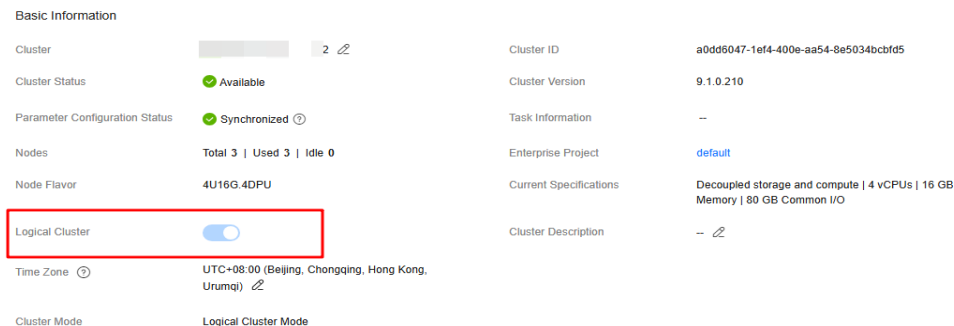 Basic Information
Cluster 2 Cluster ID a0dd6047-1ef4-400e-aa54-8e5034bcbfd5
Cluster Status Available Cluster Version 9.1.0.210
Parameter Configuration Status Synchronized Task Information --
Nodes Total 3 | Used 3 | Idle 0 Enterprise Project default
Node Flavor 4U16G.4DPU Current Specifications Decoupled storage and compute | 4 vCPUs | 16 GB
Memory | 80 GB Common I/O
Logical Cluster Cluster Description --
Time Zone UTC+08:00 (Beijing, Chongqing, Hong Kong,
Urumqi)
Cluster Mode Logical Cluster Mode